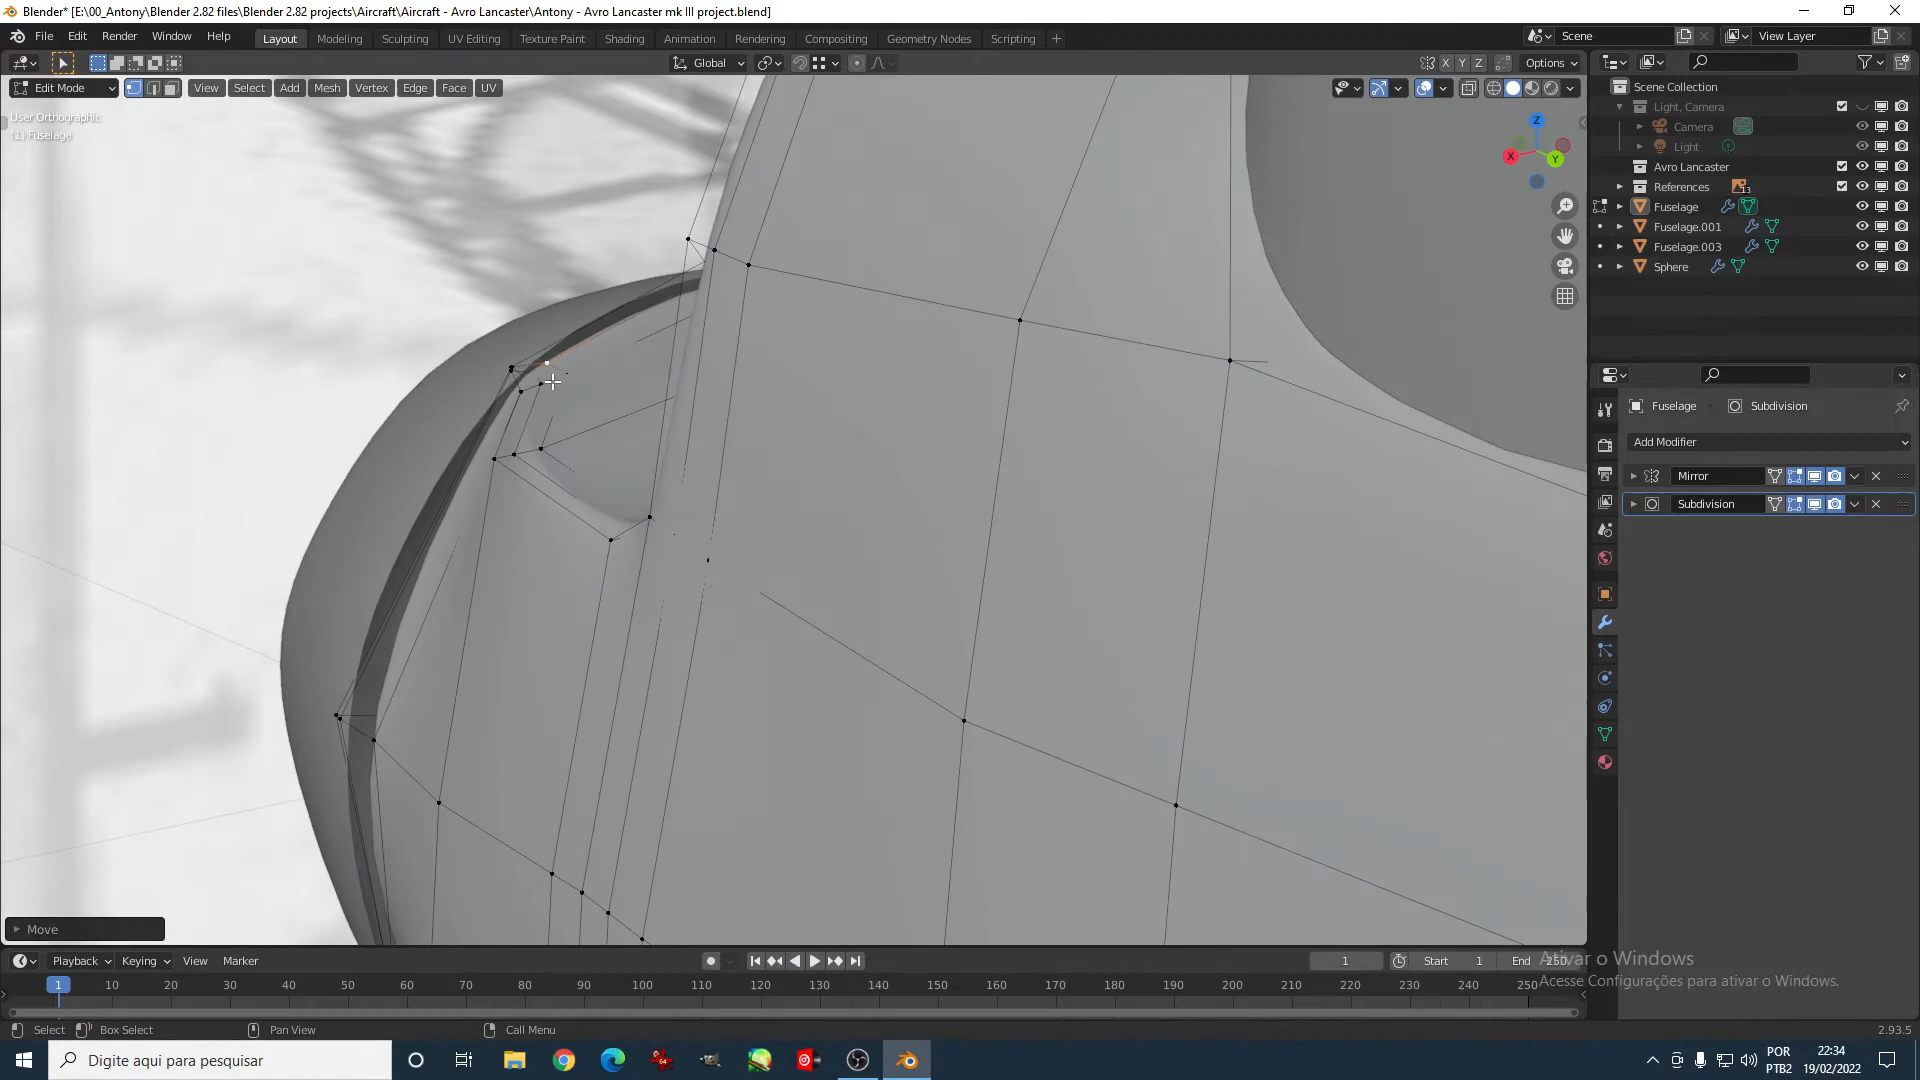 Blender* [E:\00_Antony\Blender 2.82 files\Blender 2.82 projects\Aircraft\Aircraft - Avro Lancaster\Antony - Avro Lancaster mk III project.blend]
File Edit Render Window Help Layout Modeling Sculpting UV Editing Texture Paint Shading Animation Rendering Compositing Geometry Nodes Scripting + Scene View Layer
Global X Y Z Options
Edit Mode View Select Add Mesh Vertex Edge Face UV
User Orthographic
(1) Fuselage
Z
X
Y
Scene Collection
Light, Camera
Camera
Light
Avro Lancaster
References 13
Fuselage
Fuselage.001
Fuselage.003
Sphere
Fuselage Subdivision
Add Modifier
Mirror
Subdivision
Move
Playback Keying View Marker 1 Start 1 End 250
1 10 20 30 40 50 60 70 80 90 100 110 120 130 140 150 160 170 180 190 200 210 220 230 240 250
Ativar o Windows
Acesse Configurações para ativar o Windows.
Select Box Select Pan View Call Menu 2.93.5
Digite aqui para pesquisar
POR
PTB2
22:34
19/02/2022